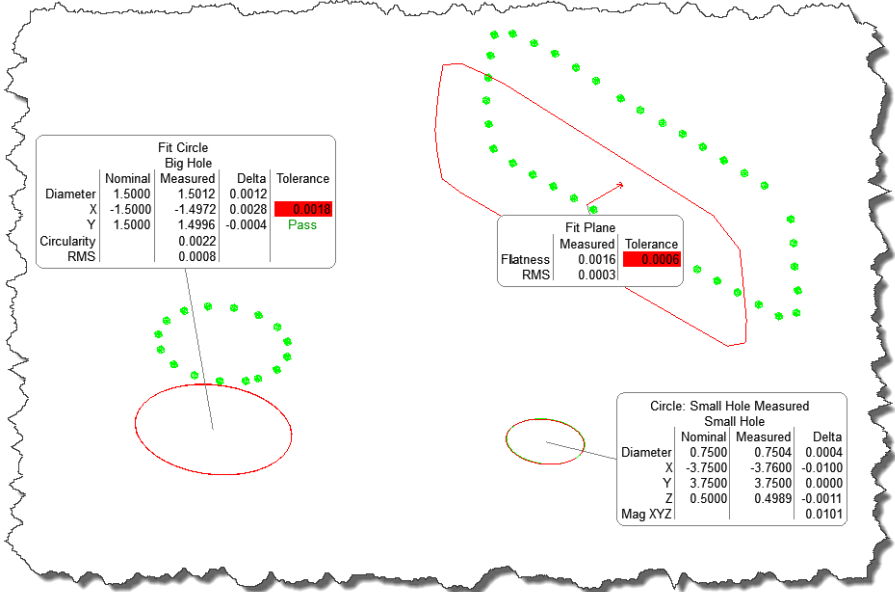 Fit Circle
Big Hole
Nominal Measured Delta Tolerance
Diameter 1.5000 1.5012 0.0012
X -1.5000 -1.4972 0.0028 0.0018
Y 1.5000 1.4996 -0.0004 Pass
Circularity 0.0022
RMS 0.0008
Fit Plane
Measured Tolerance
Flatness 0.0016 0.0006
RMS 0.0003
Circle: Small Hole Measured
Small Hole
Nominal Measured Delta
Diameter 0.7500 0.7504 0.0004
X -3.7500 -3.7600 -0.0100
Y 3.7500 3.7500 0.0000
Z 0.5000 0.4989 -0.0011
Mag XYZ 0.0101